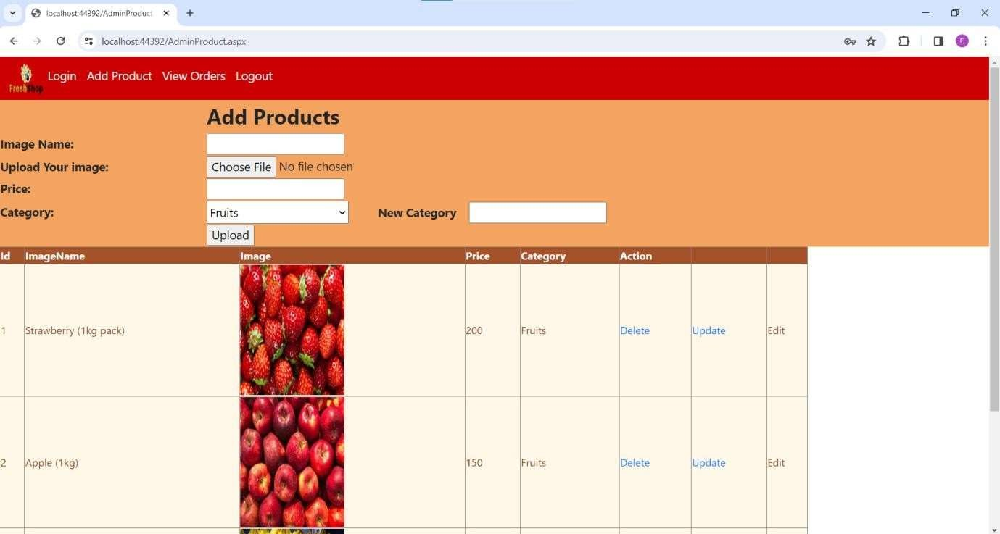 localhost:44392/AdminProduct
localhost:44392/AdminProduct.aspx
E
FreshShop
Login Add Product View Orders Logout
Add Products
Image Name:
Upload Your image: Choose File No file chosen
Price:
Category: Fruits New Category
Upload
Id ImageName Image Price Category Action
1 Strawberry (1kg pack) 200 Fruits Delete Update Edit
2 Apple (1kg) 150 Fruits Delete Update Edit